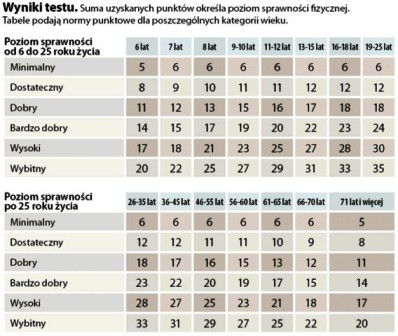 Wyniki testu. Suma uzyskanych punktów określa poziom sprawności fizycznej.
Tabele podają normy punktowe dla poszczególnych kategorii wieku.
Poziom sprawności
od 6 do 25 roku życia 6 lat 7 lat 8 lat 9-10 lat 11-12 lat 13-15 lat 16-18 lat 19-25 lat
Minimalny 5 6 6 6 6 6 6 6
Dostateczny 8 9 10 11 11 12 12 12
Dobry 11 12 13 15 16 17 18 18
Bardzo dobry 14 15 17 19 20 22 23 24
Wysoki 17 18 21 23 25 27 28 30
Wybitny 20 22 25 27 29 31 33 35
Poziom sprawności
po 25 roku życia 26-35 lat 36-45 lat 46-55 lat 56-60 lat 61-65 lat 66-70 lat 71 lat i więcej
Minimalny 6 6 6 6 6 6 5
Dostateczny 12 12 11 11 10 9 8
Dobry 18 17 16 15 13 12 11
Bardzo dobry 23 22 20 19 17 15 14
Wysoki 28 27 25 23 21 18 17
Wybitny 33 31 29 27 25 22 20